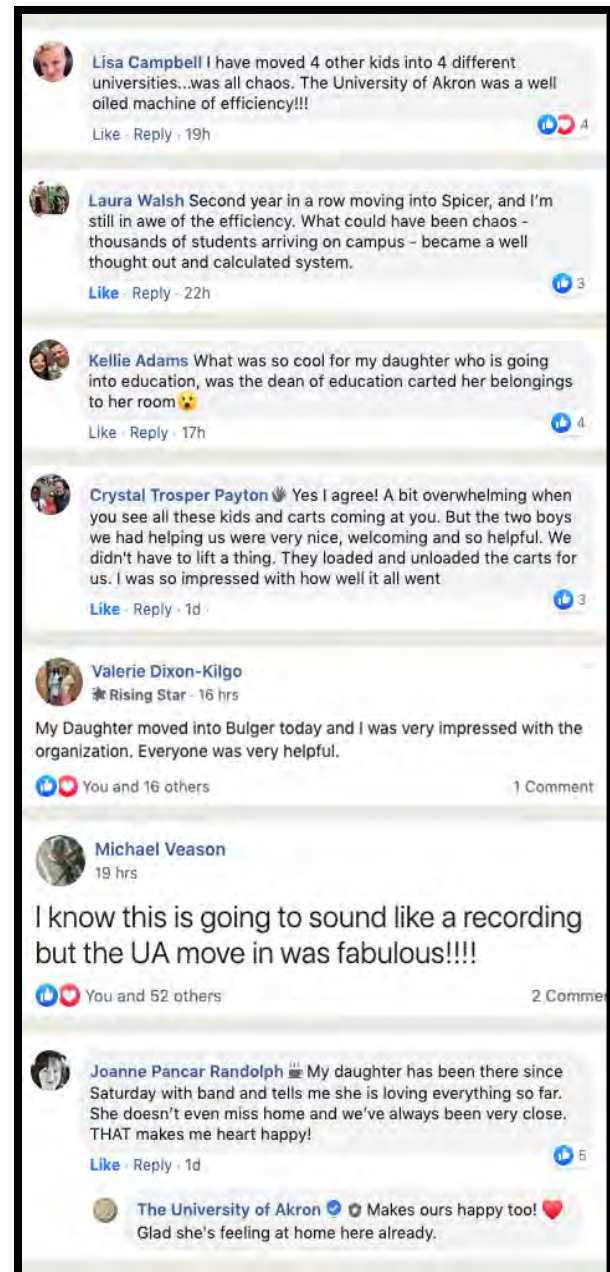 Lisa Campbell I have moved 4 other kids into 4 different
universities...was all chaos. The University of Akron was a well
oiled machine of efficiency!!!
4
Like · Reply · 19h
Laura Walsh Second year in a row moving into Spicer, and I'm
still in awe of the efficiency. What could have been chaos -
thousands of students arriving on campus - became a well
thought out and calculated system.
3
Like · Reply · 22h
Kellie Adams What was so cool for my daughter who is going
into education, was the dean of education carted her belongings
to her room😮
4
Like · Reply · 17h
Crystal Trosper Payton 👋 Yes I agree! A bit overwhelming when
you see all these kids and carts coming at you. But the two boys
we had helping us were very nice, welcoming and so helpful. We
didn't have to lift a thing. They loaded and unloaded the carts for
us. I was so impressed with how well it all went
3
Like · Reply · 1d
Valerie Dixon-Kilgo
Rising Star · 16 hrs
My Daughter moved into Bulger today and I was very impressed with the
organization. Everyone was very helpful.
You and 16 others 1 Comment
Michael Veason
19 hrs
I know this is going to sound like a recording
but the UA move in was fabulous!!!!
You and 52 others 2 Commer
Joanne Pancar Randolph ☕ My daughter has been there since
Saturday with band and tells me she is loving everything so far.
She doesn't even miss home and we've always been very close.
THAT makes me heart happy!
5
Like · Reply · 1d
The University of Akron Makes ours happy too! ❤️
Glad she's feeling at home here already.